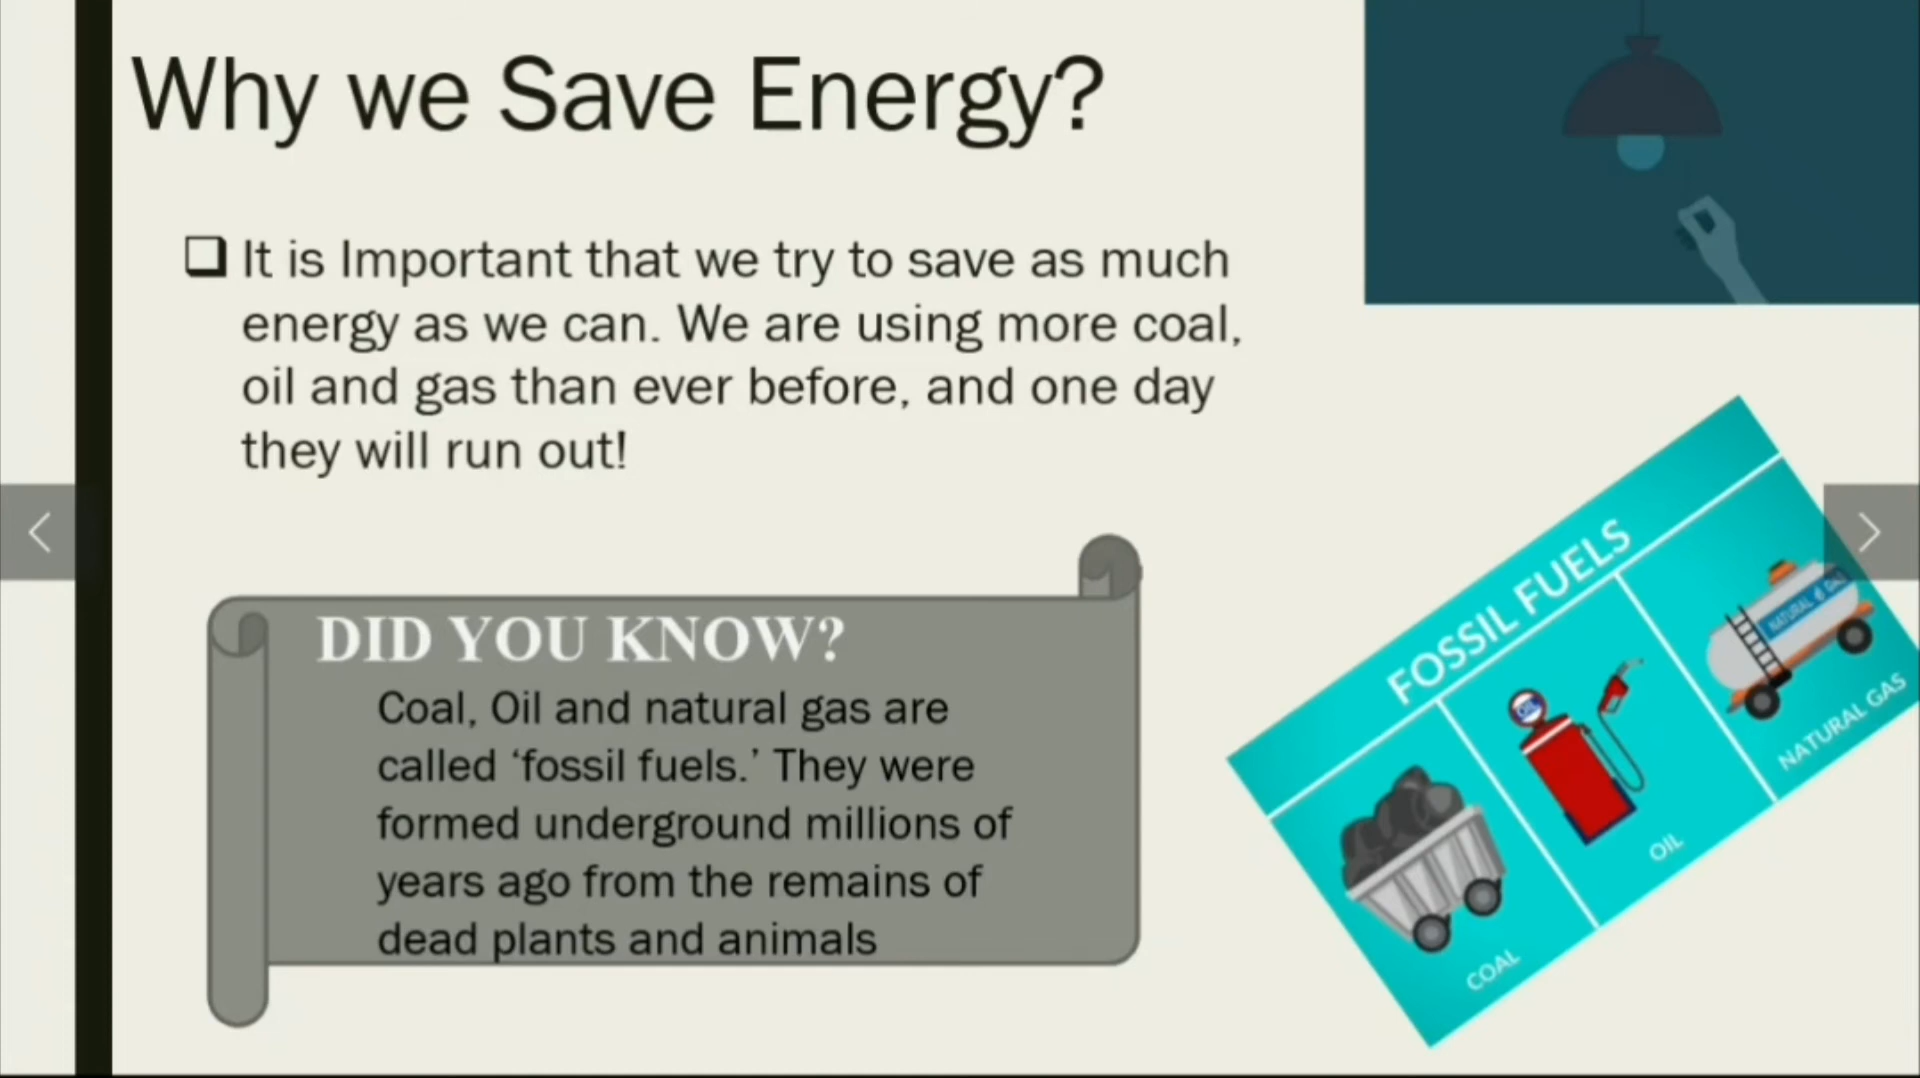 Why we Save Energy?
It is Important that we try to save as much
energy as we can. We are using more coal,
oil and gas than ever before, and one day
they will run out!
DID YOU KNOW?
Coal, Oil and natural gas are
called ‘fossil fuels.’ They were
formed underground millions of
years ago from the remains of
dead plants and animals
FOSSIL FUELS
COAL
OIL
OIL
NATURAL GAS
NATURAL GAS